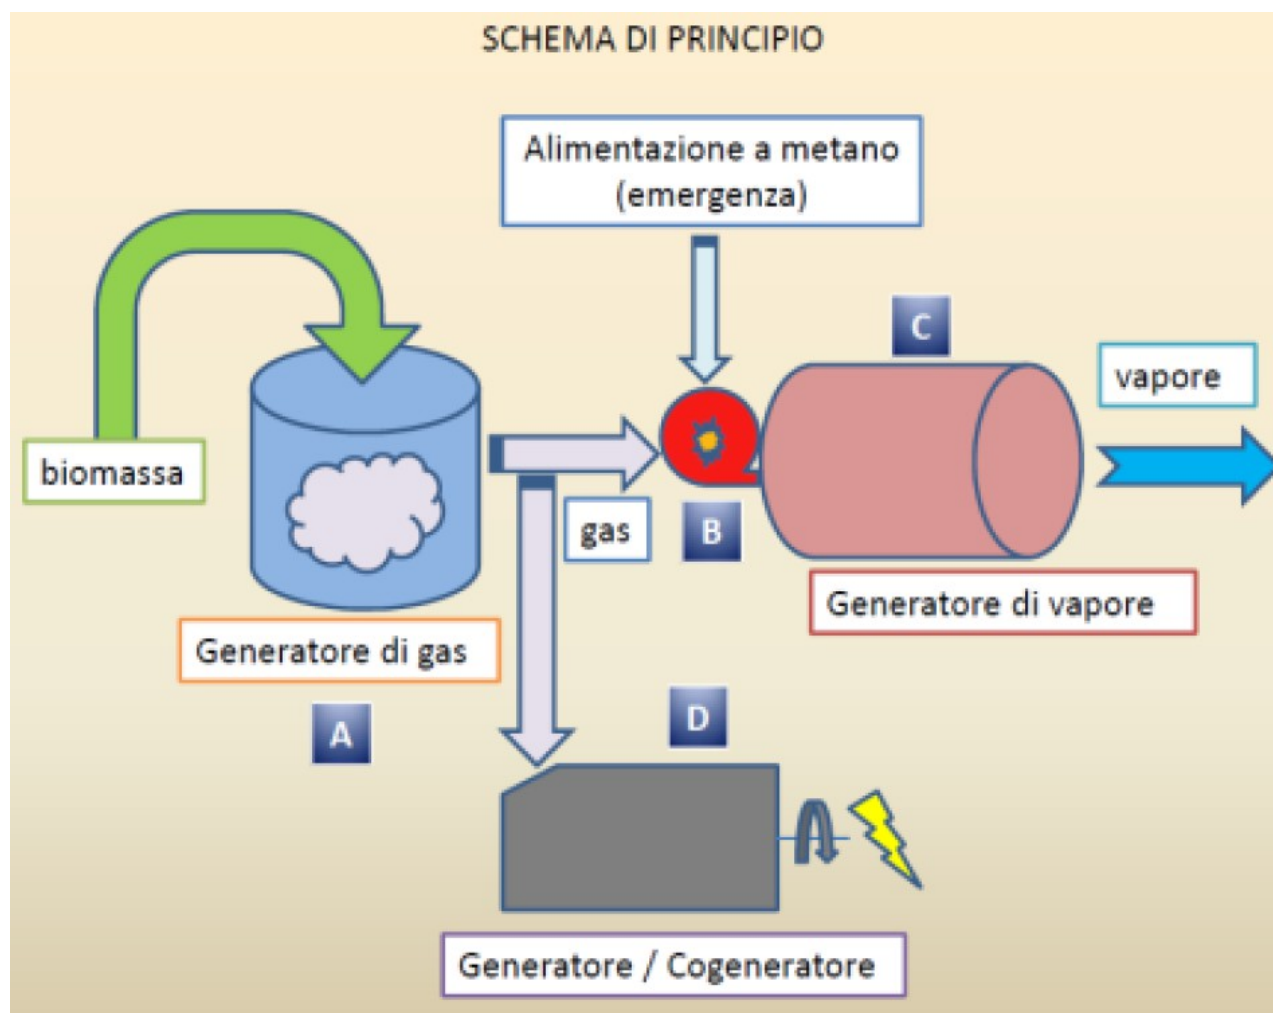 SCHEMA DI PRINCIPIO
Alimentazione a metano
(emergenza)
C
vapore
biomassa
gas
B
Generatore di vapore
Generatore di gas
A
D
Generatore / Cogeneratore